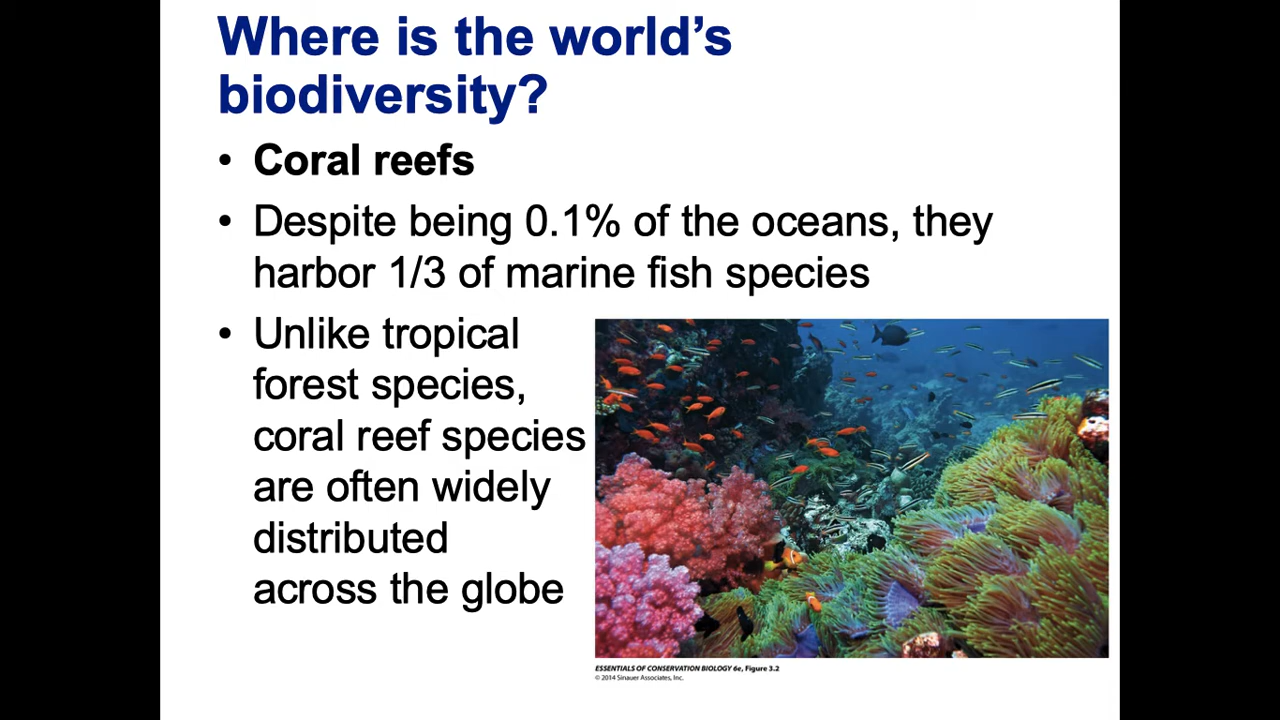 Where is the world’s
biodiversity?
• Coral reefs
• Despite being 0.1% of the oceans, they
harbor 1/3 of marine fish species
• Unlike tropical
forest species,
coral reef species
are often widely
distributed
across the globe
ESSENTIALS OF CONSERVATION BIOLOGY 6e, Figure 3.2
© 2014 Sinauer Associates, Inc.